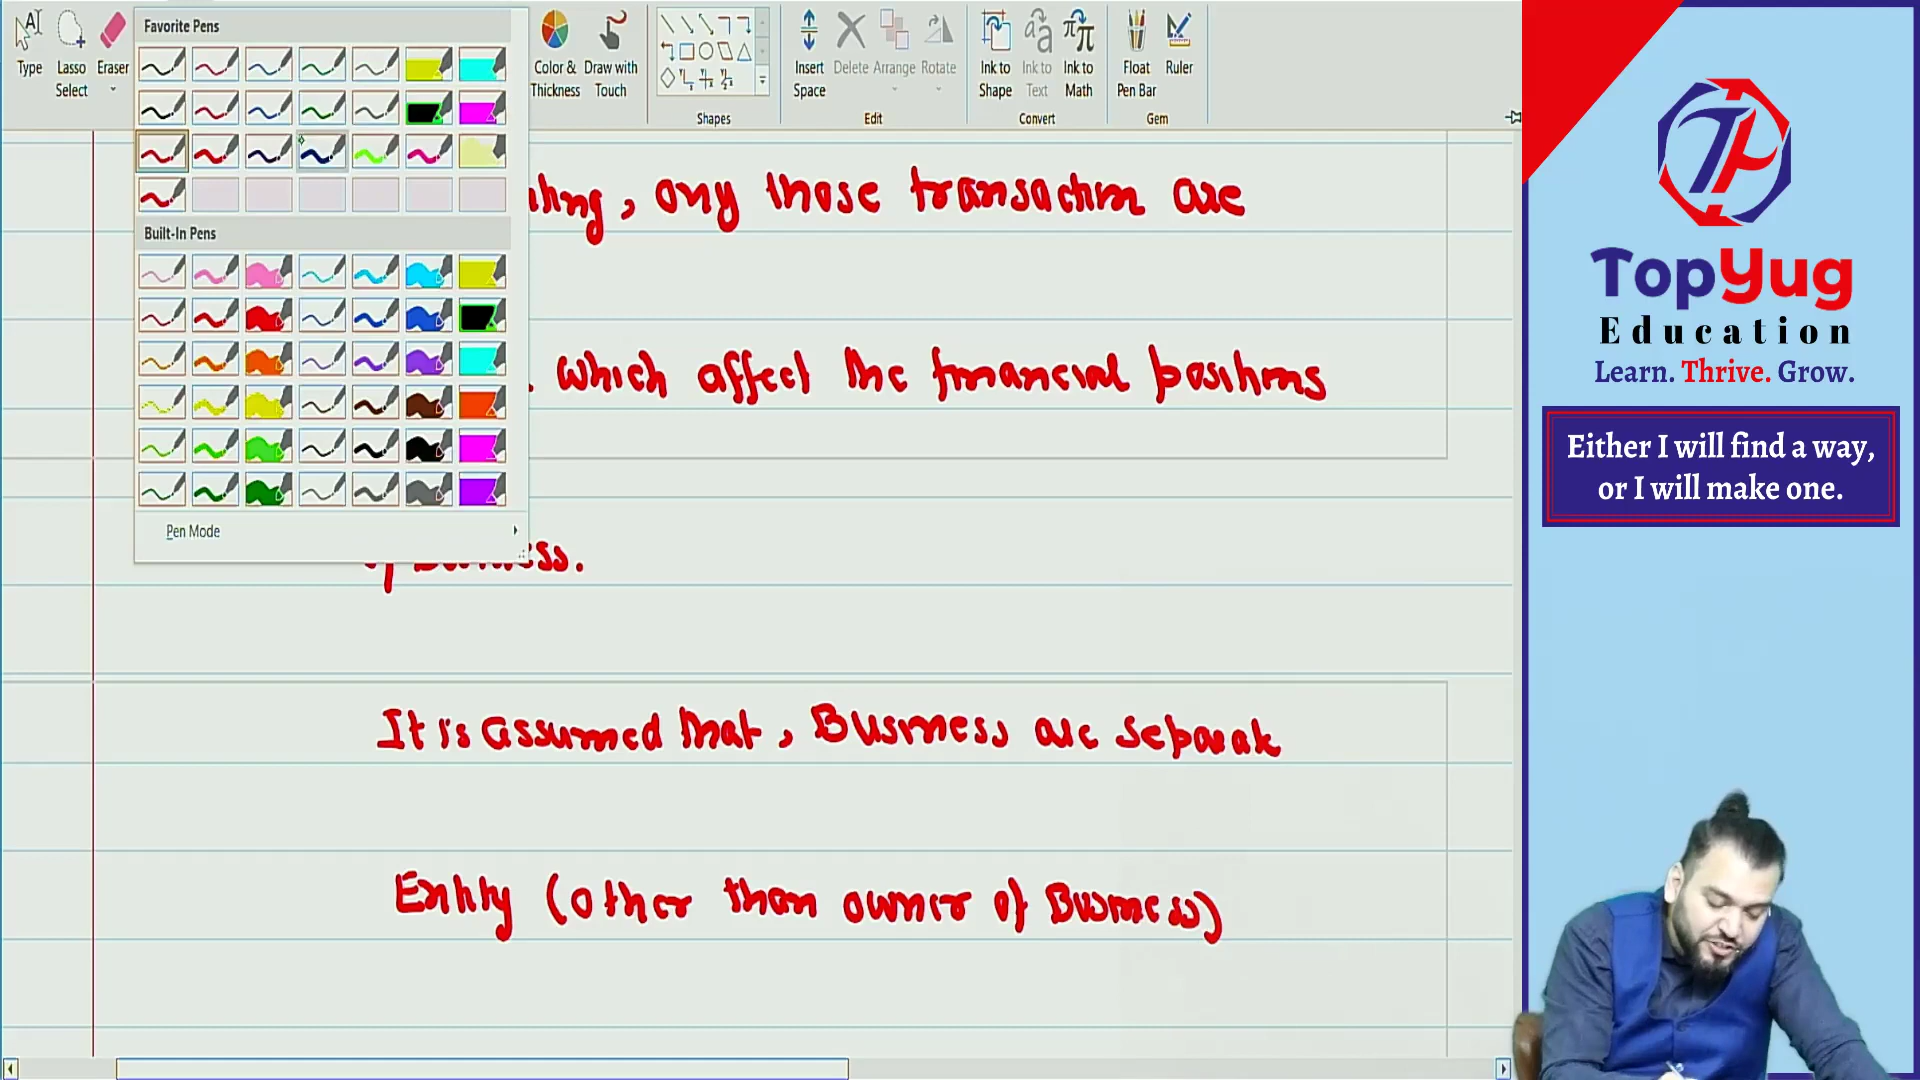 Favorite Pens
Built-In Pens
Pen Mode
Type
Lasso Select
Eraser
Color & Thickness
Draw with Touch
Shapes
Insert Space
Delete
Arrange
Rotate
Edit
Ink to Shape
Ink to Text
Ink to Math
Convert
Float Pen Bar
Ruler
Gem
, any those transaction are
which affect the financial positions
of Business.
It is assumed that, Business are separate
Entity (other than owner of Business)
TopYug
Education
Learn. Thrive. Grow.
Either I will find a way,
or I will make one.